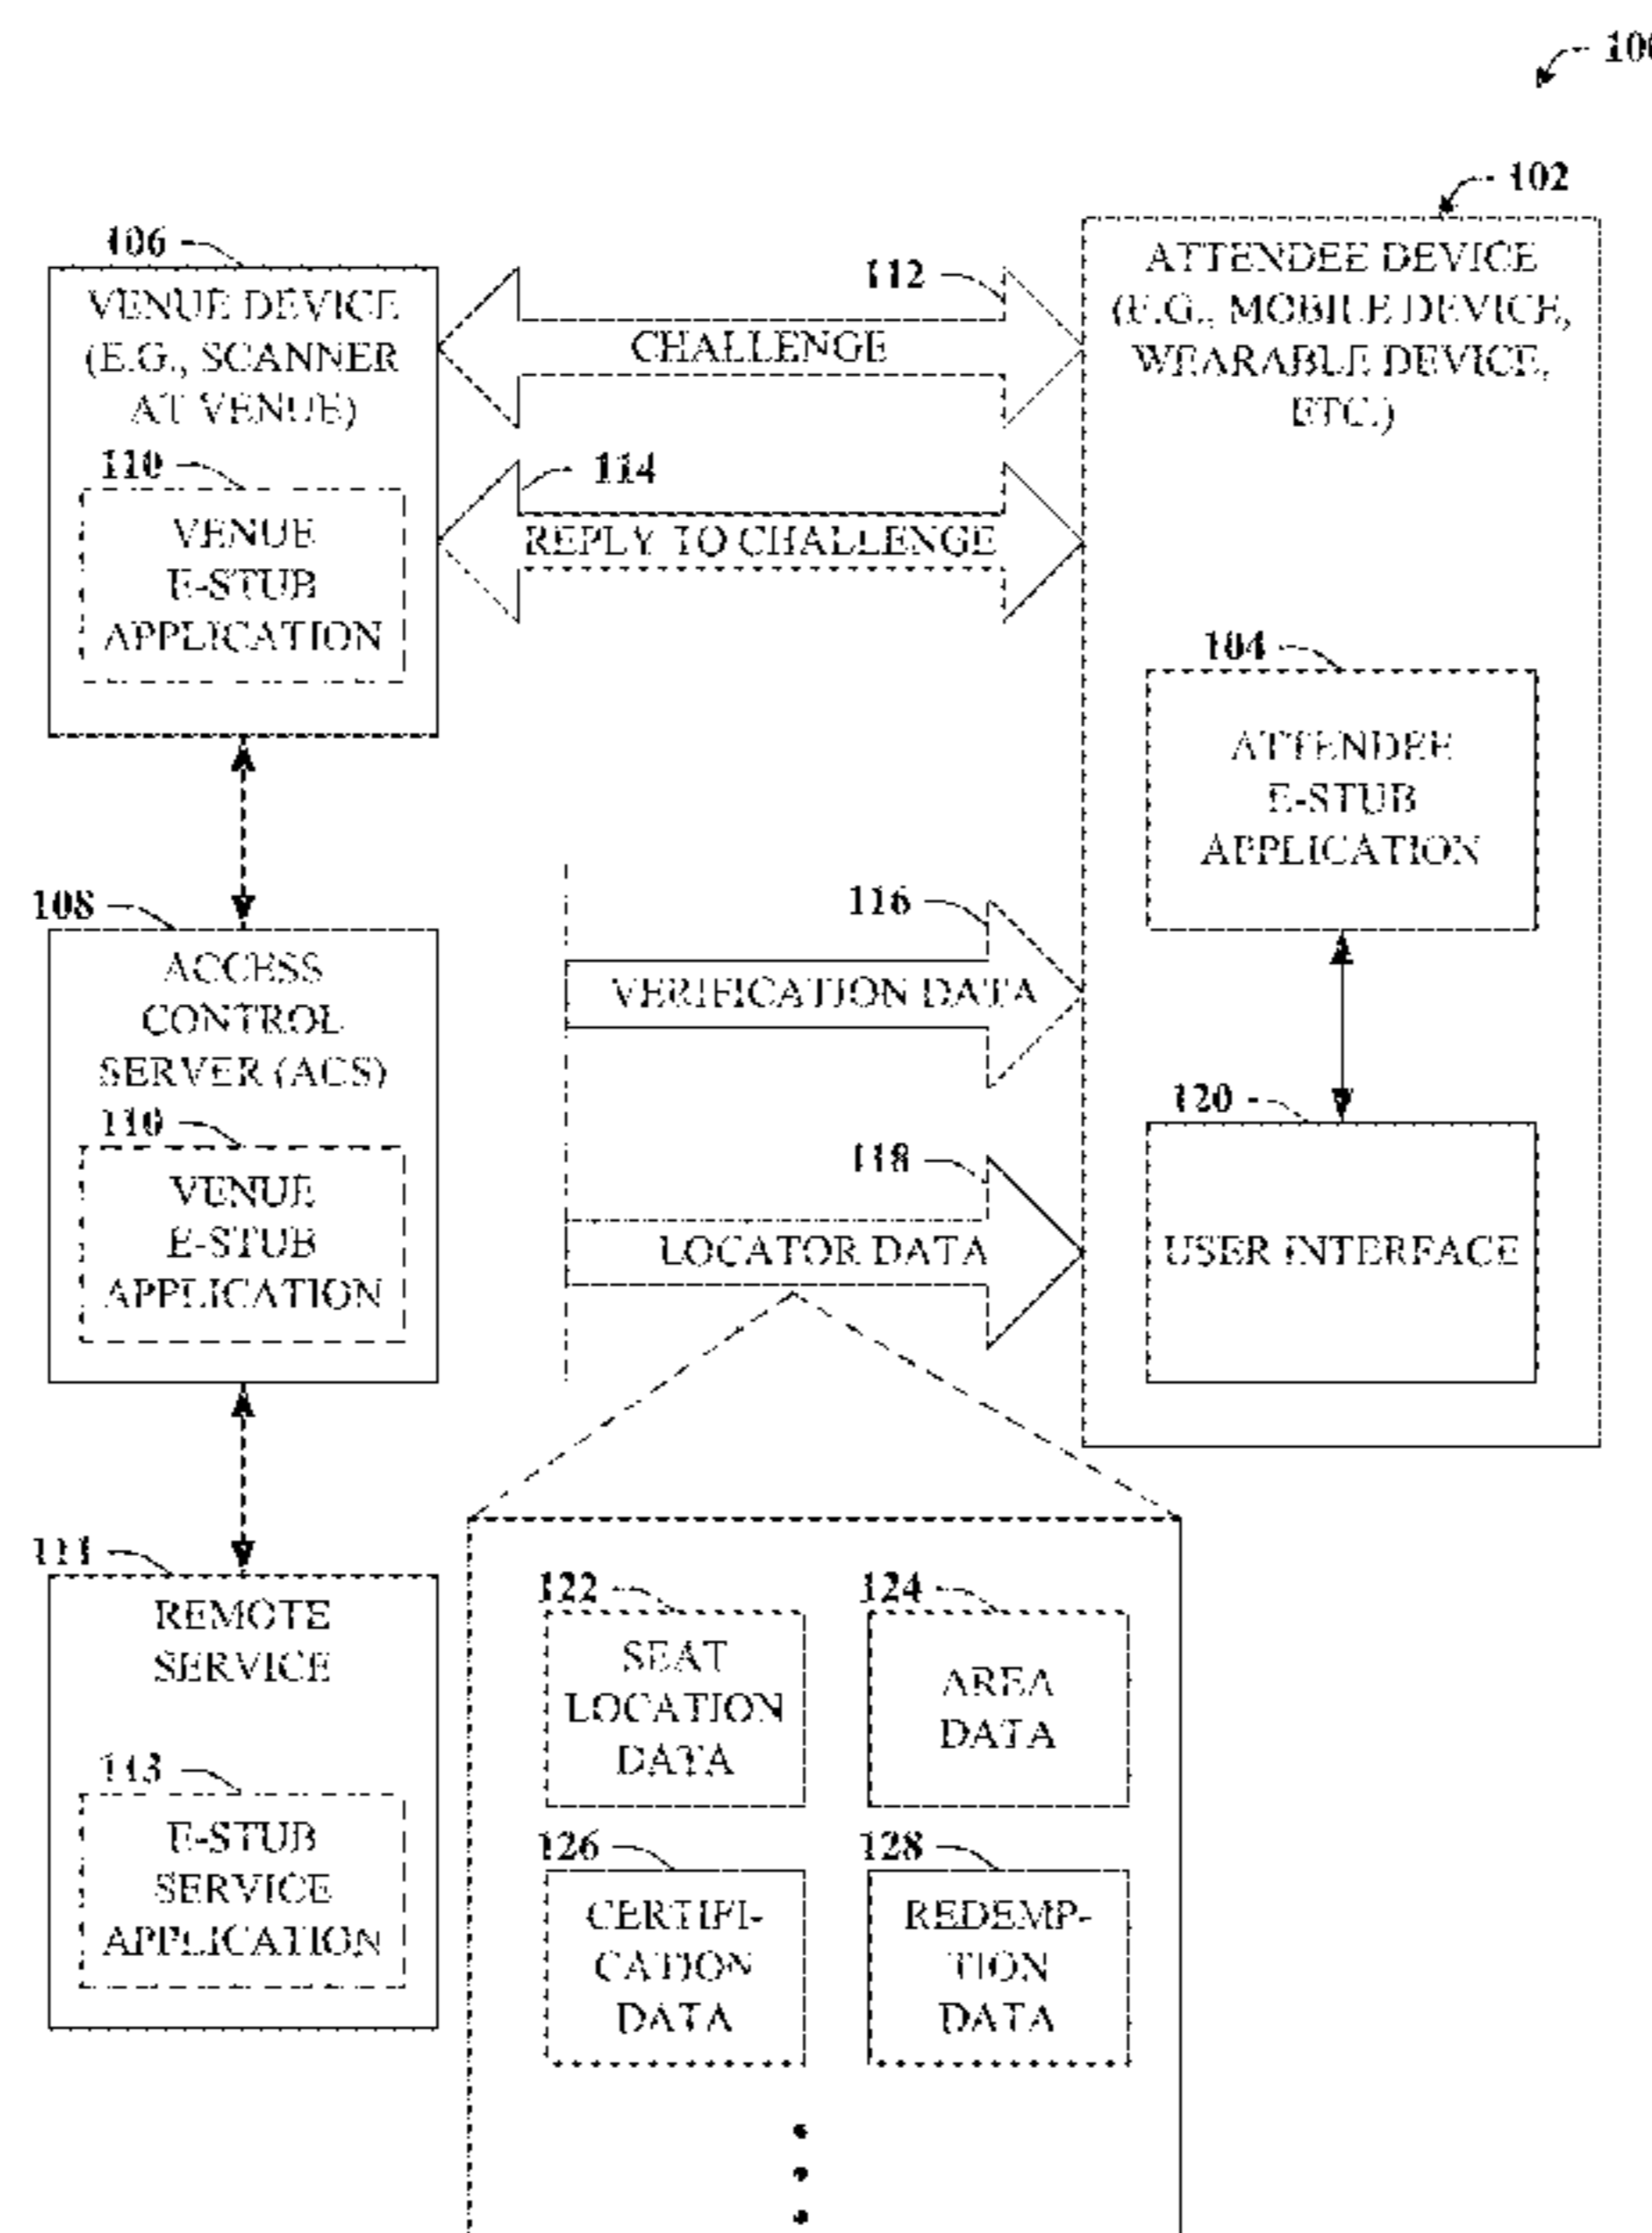 100
102
106
VENUE DEVICE
(E.G., SCANNER
AT VENUE)
110
VENUE
E-STUB
APPLICATION
112
CHALLENGE
114
REPLY TO CHALLENGE
ATTENDEE DEVICE
(E.G., MOBILE DEVICE,
WEARABLE DEVICE,
ETC.)
104
ATTENDEE
E-STUB
APPLICATION
108
ACCESS
CONTROL
SERVER (ACS)
110
VENUE
E-STUB
APPLICATION
116
VERIFICATION DATA
118
LOCATOR DATA
120
USER INTERFACE
111
REMOTE
SERVICE
113
E-STUB
SERVICE
APPLICATION
122
SEAT
LOCATION
DATA
124
AREA
DATA
126
CERTIFI-
CATION
DATA
128
REDEMP-
TION
DATA